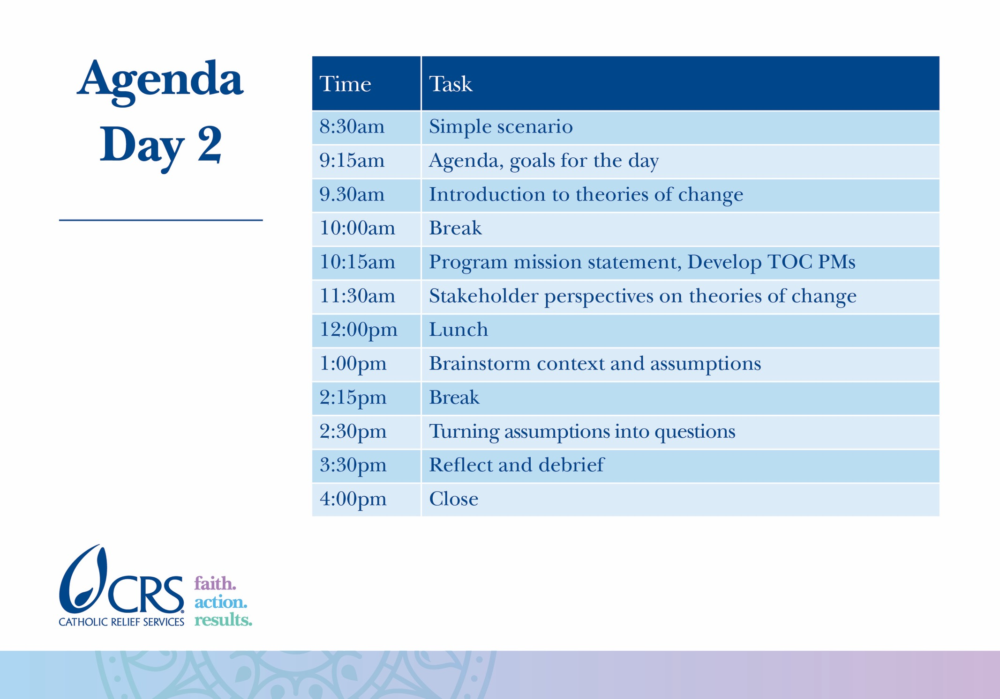 Agenda
Day 2
Time Task
8:30am Simple scenario
9:15am Agenda, goals for the day
9.30am Introduction to theories of change
10:00am Break
10:15am Program mission statement, Develop TOC PMs
11:30am Stakeholder perspectives on theories of change
12:00pm Lunch
1:00pm Brainstorm context and assumptions
2:15pm Break
2:30pm Turning assumptions into questions
3:30pm Reflect and debrief
4:00pm Close
CRS®
CATHOLIC RELIEF SERVICES
faith.
action.
results.